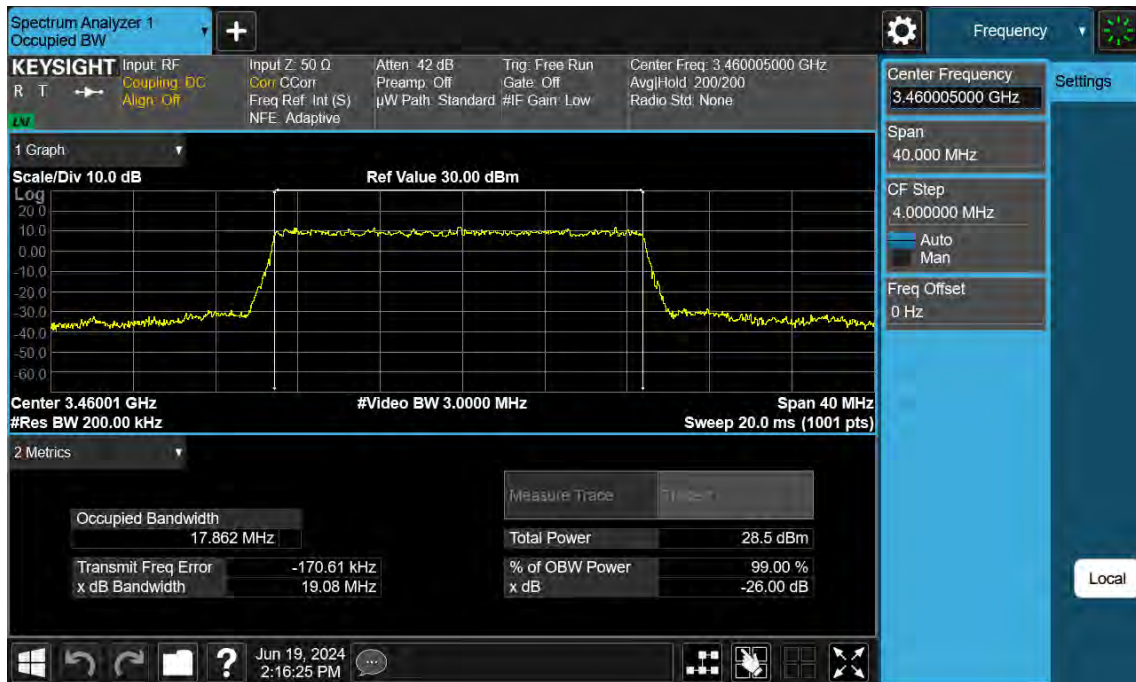 Spectrum Analyzer 1
Occupied BW
Frequency
KEYSIGHT
R T
LNI
Input: RF
Coupling: DC
Align: Off
Input Z: 50 Ω
Corr CCorr
Freq Ref: Int (S)
NFE: Adaptive
Atten: 42 dB
Preamp: Off
µW Path: Standard
Trig: Free Run
Gate: Off
#IF Gain: Low
Center Freq: 3.460005000 GHz
Avg|Hold: 200/200
Radio Std: None
Center Frequency
3.460005000 GHz
Settings
Span
40.000 MHz
CF Step
4.000000 MHz
Auto
Man
Freq Offset
0 Hz
Local
1 Graph
Scale/Div 10.0 dB
Ref Value 30.00 dBm
Log
20.0
10.0
0.00
-10.0
-20.0
-30.0
-40.0
-50.0
-60.0
Center 3.46001 GHz
#Video BW 3.0000 MHz
Span 40 MHz
#Res BW 200.00 kHz
Sweep 20.0 ms (1001 pts)
2 Metrics
Measure Trace
Trace 1
Occupied Bandwidth
17.862 MHz
Total Power
28.5 dBm
Transmit Freq Error
-170.61 kHz
% of OBW Power
99.00 %
x dB Bandwidth
19.08 MHz
x dB
-26.00 dB
?
Jun 19, 2024
2:16:25 PM